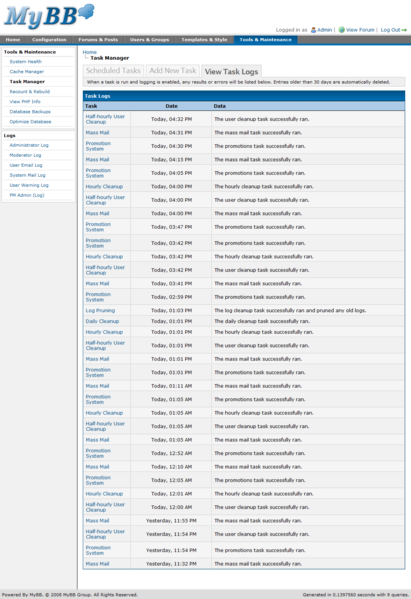 MyBB
Logged in as Admin | View Forum | Log Out
Home Configuration Forums & Posts Users & Groups Templates & Style Tools & Maintenance
Tools & Maintenance
System Health
Cache Manager
Task Manager
Recount & Rebuild
View PHP Info
Database Backups
Optimize Database
Logs
Administrator Log
Moderator Log
User Email Log
System Mail Log
User Warning Log
PM Admin (Log)
Home
Task Manager
Scheduled Tasks Add New Task View Task Logs
When a task is run and logging is enabled, any results or errors will be listed below. Entries older than 30 days are automatically deleted.
Task Logs
Task Date Data
Half-hourly User Cleanup Today, 04:32 PM The user cleanup task successfully ran.
Mass Mail Today, 04:31 PM The mass mail task successfully ran.
Promotion System Today, 04:30 PM The promotions task successfully ran.
Mass Mail Today, 04:15 PM The mass mail task successfully ran.
Promotion System Today, 04:05 PM The promotions task successfully ran.
Hourly Cleanup Today, 04:00 PM The hourly cleanup task successfully ran.
Half-hourly User Cleanup Today, 04:00 PM The user cleanup task successfully ran.
Mass Mail Today, 04:00 PM The mass mail task successfully ran.
Promotion System Today, 03:47 PM The promotions task successfully ran.
Promotion System Today, 03:42 PM The promotions task successfully ran.
Hourly Cleanup Today, 03:42 PM The hourly cleanup task successfully ran.
Half-hourly User Cleanup Today, 03:42 PM The user cleanup task successfully ran.
Mass Mail Today, 03:41 PM The mass mail task successfully ran.
Promotion System Today, 02:59 PM The promotions task successfully ran.
Log Pruning Today, 01:03 PM The log cleanup task successfully ran and pruned any old logs.
Daily Cleanup Today, 01:01 PM The daily cleanup task successfully ran.
Hourly Cleanup Today, 01:01 PM The hourly cleanup task successfully ran.
Half-hourly User Cleanup Today, 01:01 PM The user cleanup task successfully ran.
Mass Mail Today, 01:01 PM The mass mail task successfully ran.
Promotion System Today, 01:01 PM The promotions task successfully ran.
Mass Mail Today, 01:11 AM The mass mail task successfully ran.
Promotion System Today, 01:05 AM The promotions task successfully ran.
Hourly Cleanup Today, 01:05 AM The hourly cleanup task successfully ran.
Half-hourly User Cleanup Today, 01:05 AM The user cleanup task successfully ran.
Mass Mail Today, 01:05 AM The mass mail task successfully ran.
Promotion System Today, 12:52 AM The promotions task successfully ran.
Mass Mail Today, 12:10 AM The mass mail task successfully ran.
Promotion System Today, 12:05 AM The promotions task successfully ran.
Hourly Cleanup Today, 12:01 AM The hourly cleanup task successfully ran.
Half-hourly User Cleanup Today, 12:00 AM The user cleanup task successfully ran.
Mass Mail Yesterday, 11:55 PM The mass mail task successfully ran.
Half-hourly User Cleanup Yesterday, 11:54 PM The user cleanup task successfully ran.
Promotion System Yesterday, 11:54 PM The promotions task successfully ran.
Mass Mail Yesterday, 11:32 PM The mass mail task successfully ran.
Powered By MyBB. © 2008 MyBB Group. All Rights Reserved. Generated in 0.1397560 seconds with 9 queries.